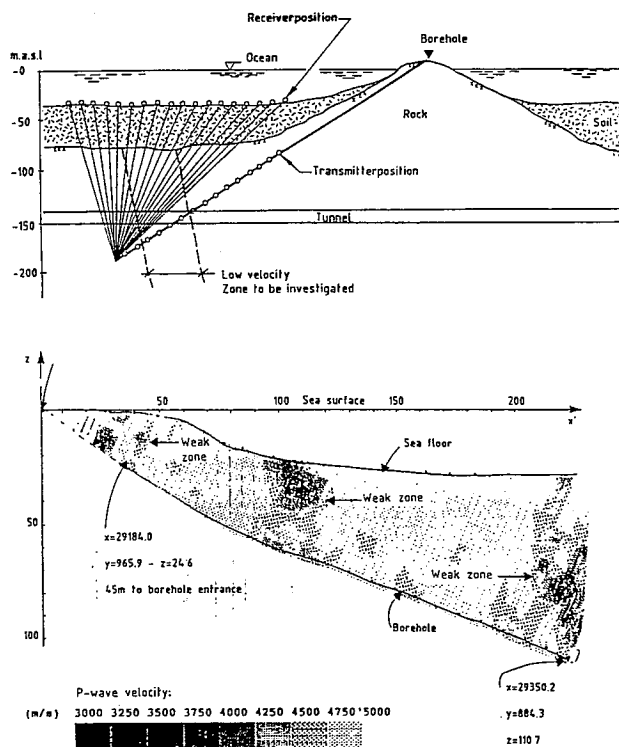 Receiverposition
Borehole
m.a.s.l
Ocean
-0
-50
-100
-150
-200
Rock
Soil
Transmitterposition
Tunnel
Low velocity
Zone to be investigated
z
50 Sea surface 100 150 200
x
Weak zone
Sea floor
Weak zone
50
x=29184.0
y=965.9 - z=24.6
45m to borehole entrance
Weak zone
Borehole
100
P-wave velocity:
(m/s) 3000 3250 3500 3750 4000 4250 4500 4750 5000
x=29350.2
y=884.3
z=110.7